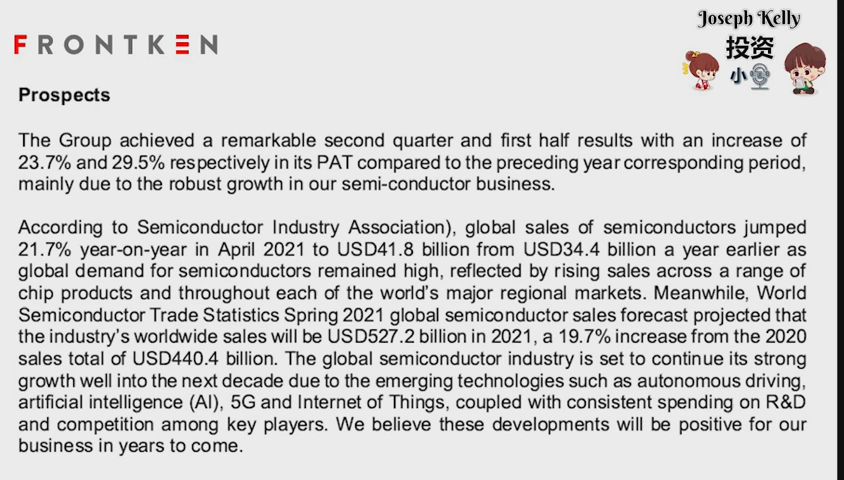 Joseph Kelly
FRONTKEN
投资
小
Prospects
The Group achieved a remarkable second quarter and first half results with an increase of
23.7% and 29.5% respectively in its PAT compared to the preceding year corresponding period,
mainly due to the robust growth in our semi-conductor business.
According to Semiconductor Industry Association), global sales of semiconductors jumped
21.7% year-on-year in April 2021 to USD41.8 billion from USD34.4 billion a year earlier as
global demand for semiconductors remained high, reflected by rising sales across a range of
chip products and throughout each of the world's major regional markets. Meanwhile, World
Semiconductor Trade Statistics Spring 2021 global semiconductor sales forecast projected that
the industry's worldwide sales will be USD527.2 billion in 2021, a 19.7% increase from the 2020
sales total of USD440.4 billion. The global semiconductor industry is set to continue its strong
growth well into the next decade due to the emerging technologies such as autonomous driving,
artificial intelligence (AI), 5G and Internet of Things, coupled with consistent spending on R&D
and competition among key players. We believe these developments will be positive for our
business in years to come.